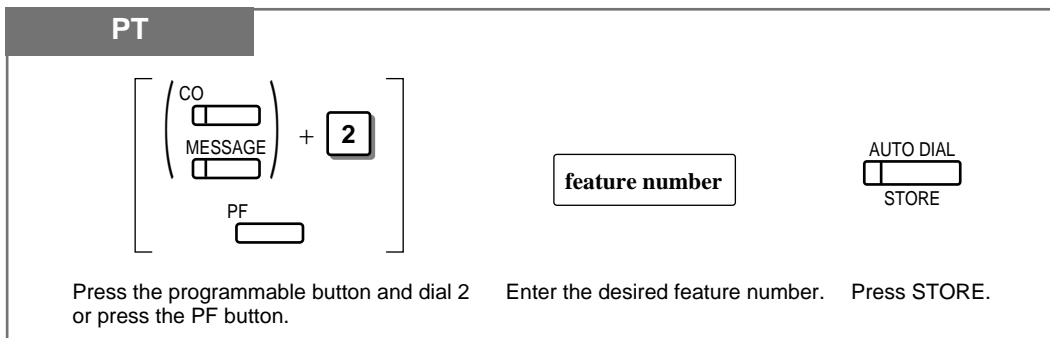 PT
CO
MESSAGE
+ 2
PF
feature number
AUTO DIAL
STORE
Press the programmable button and dial 2
or press the PF button.
Enter the desired feature number.
Press STORE.